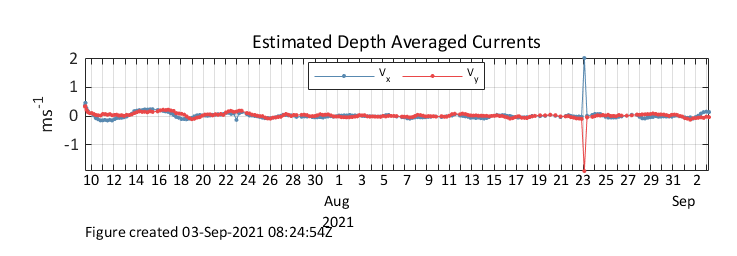 Estimated Depth Averaged Currents
Vx Vy
2
1
0
-1
ms-1
10 12 14 16 18 20 22 24 26 28 30 1 3 5 7 9 11 13 15 17 19 21 23 25 27 29 31 2
Aug Sep
2021
Figure created 03-Sep-2021 08:24:54Z